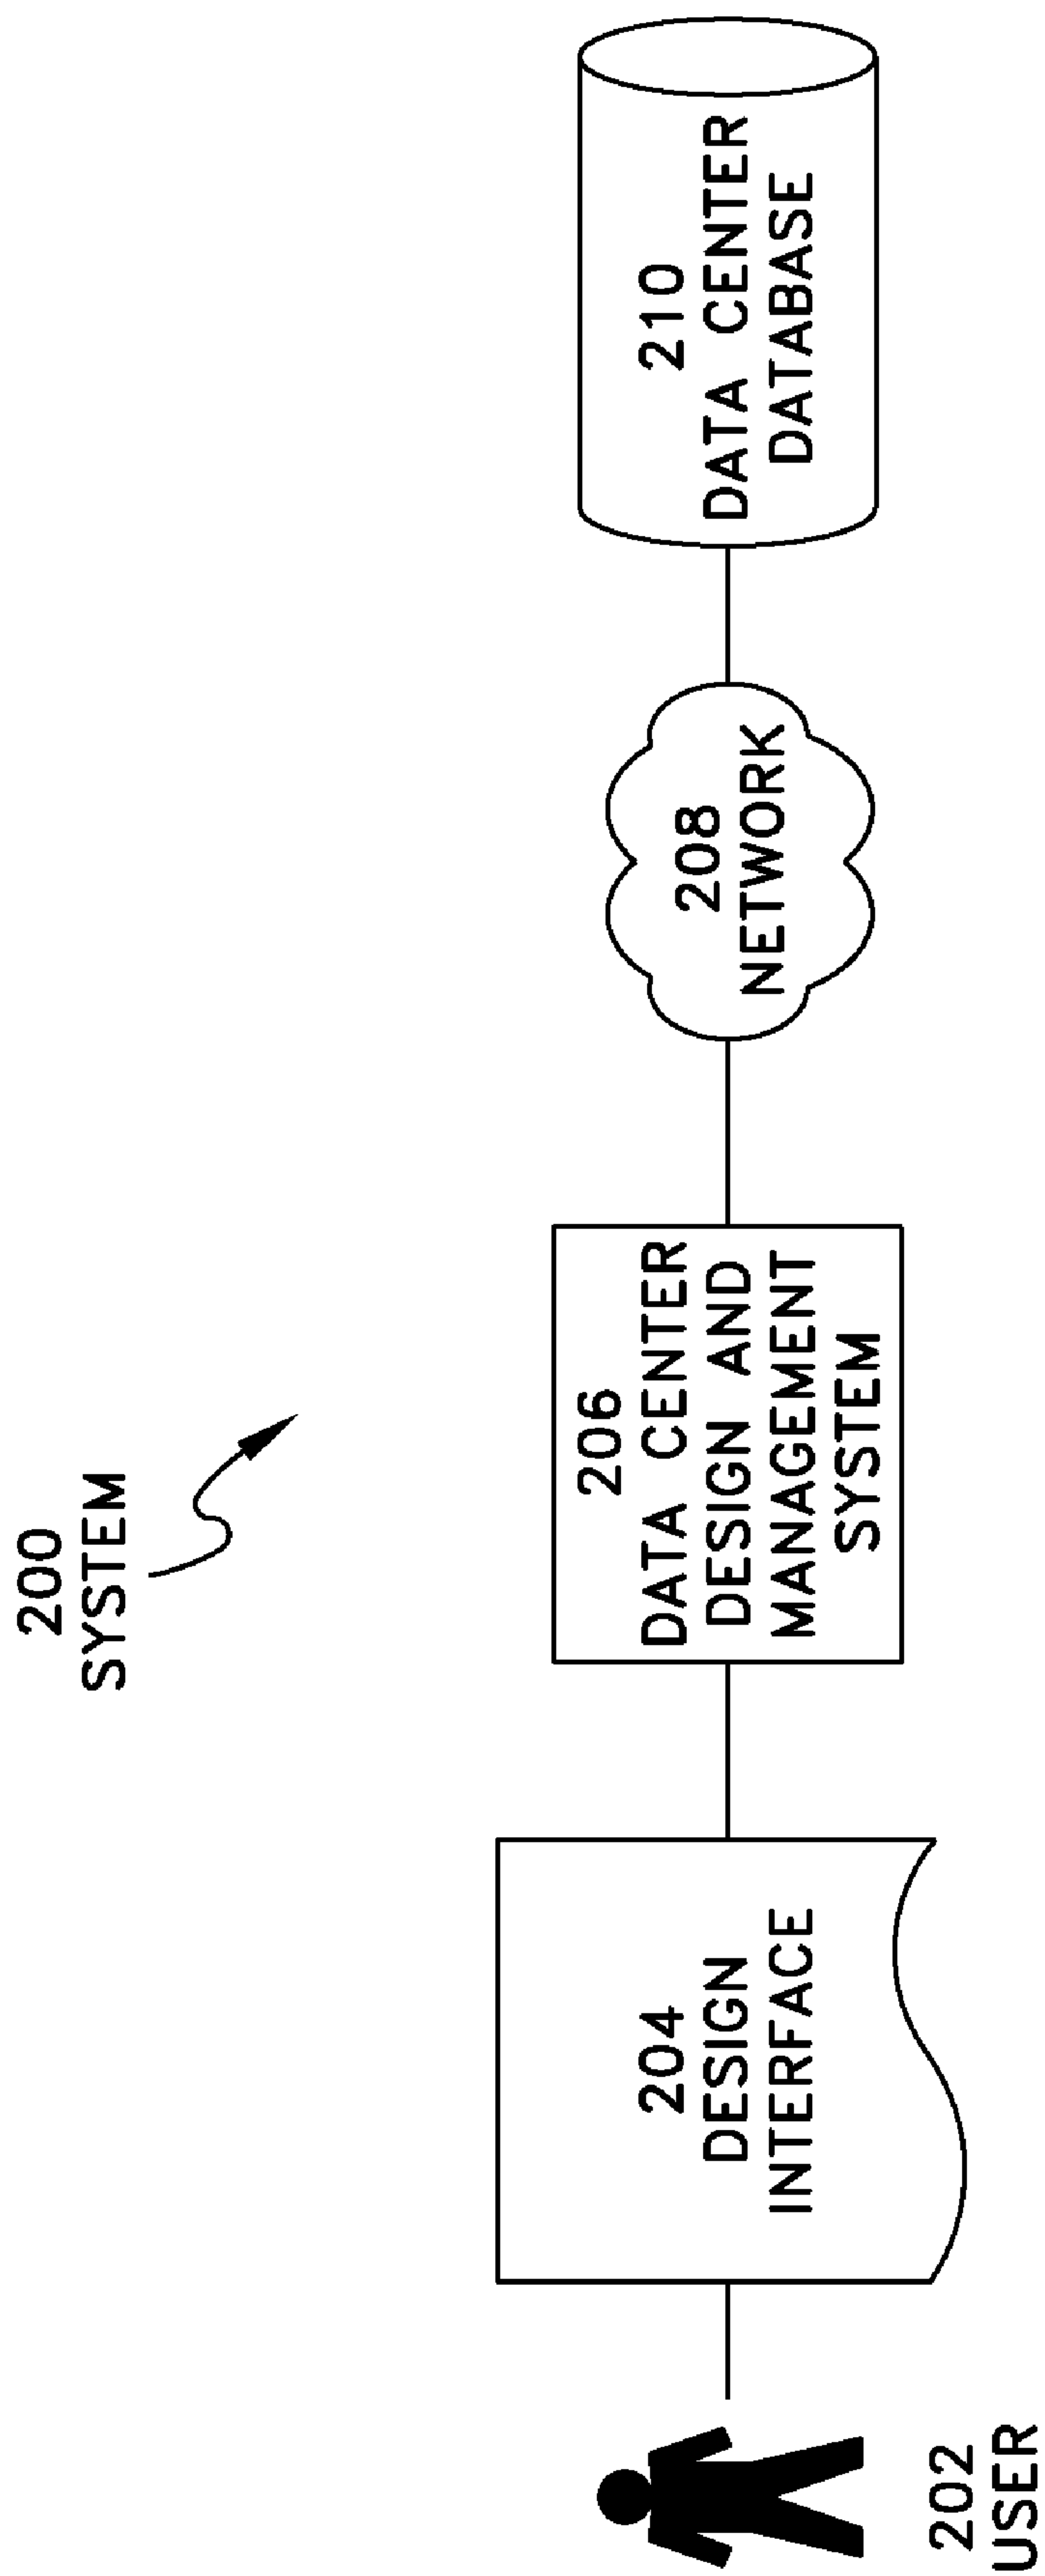 200
SYSTEM
202
USER
204
DESIGN
INTERFACE
206
DATA CENTER
DESIGN AND
MANAGEMENT
SYSTEM
208
NETWORK
210
DATA CENTER
DATABASE